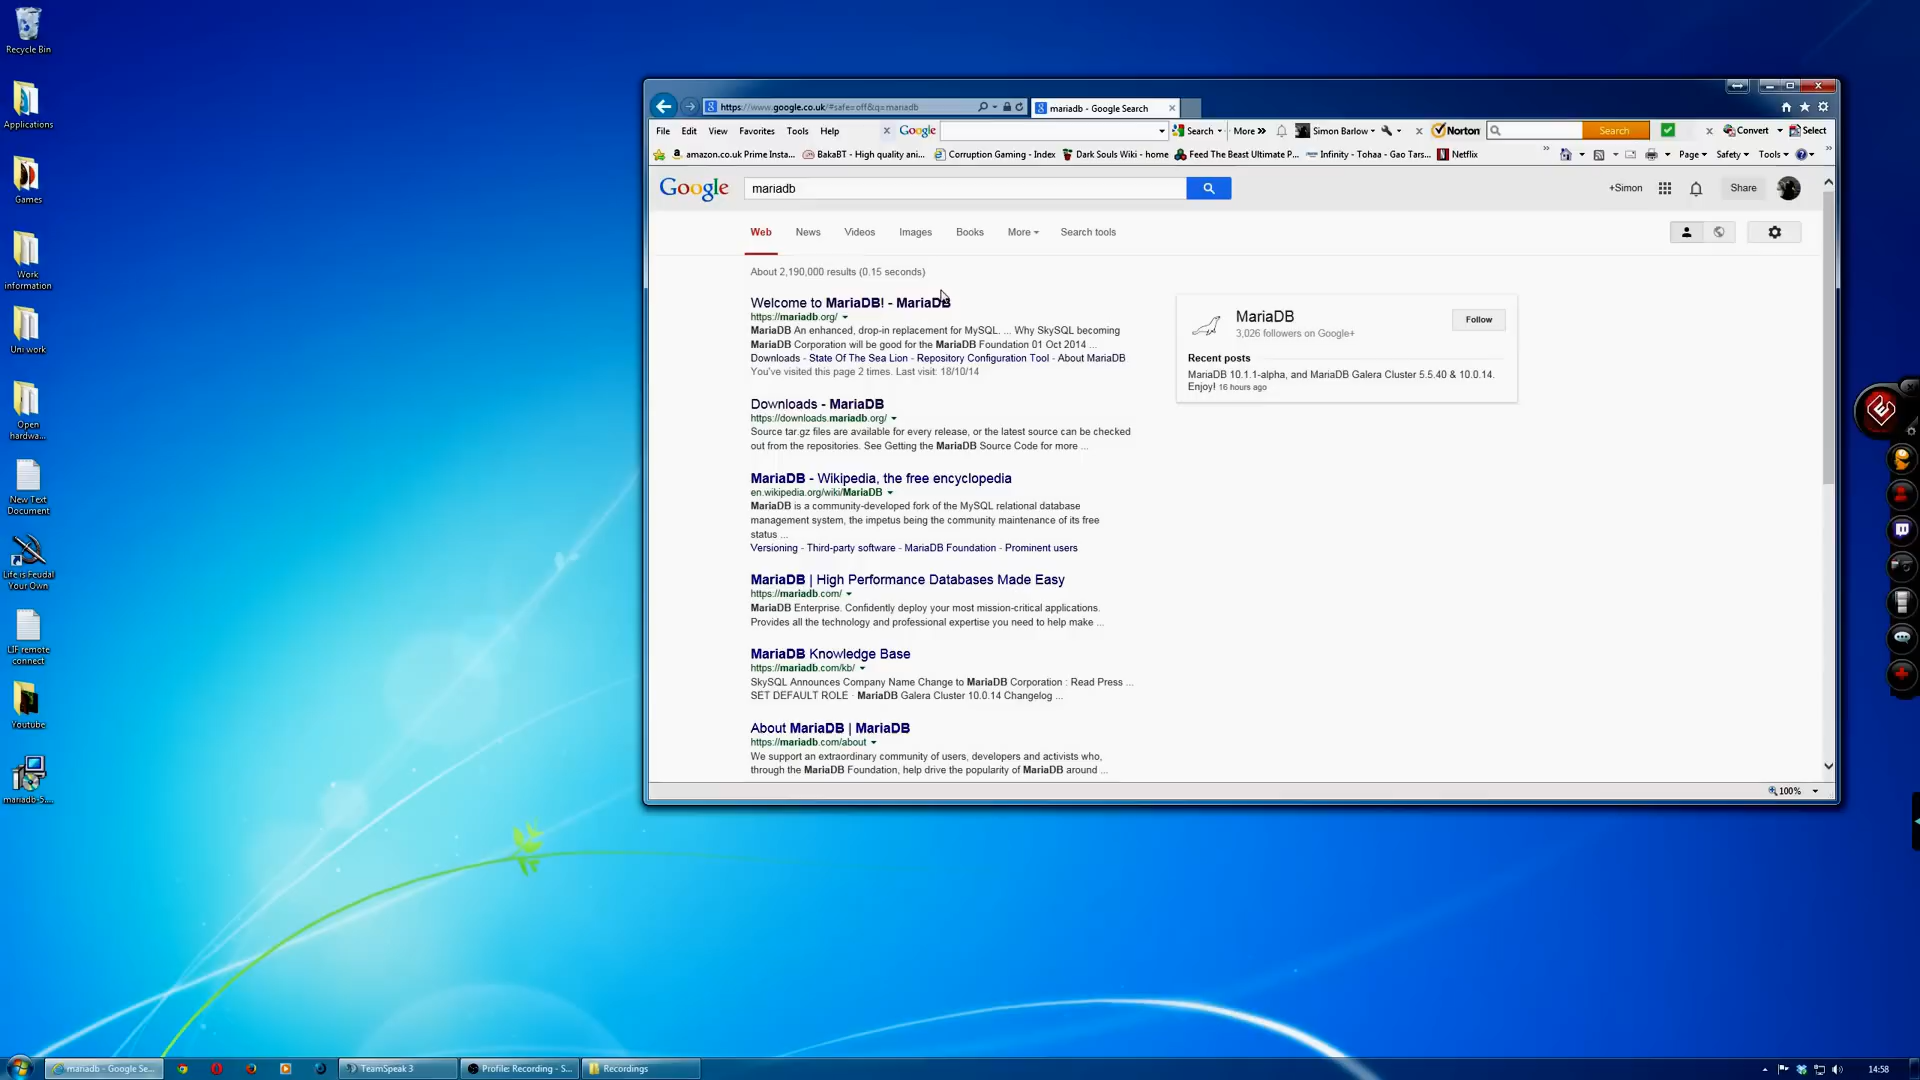 Recycle Bin
Applications
Games
Work
information
Uni work
Open
hardwa...
New Text
Document
Life is Feudal
Your Own
LIF remote
connect
Youtube
mariadb-5....
https://www.google.co.uk/#safe=off&q=mariadb
mariadb - Google Search
File Edit View Favorites Tools Help
Google
Search
More »
Simon Barlow
Norton
Search
Convert
Select
amazon.co.uk Prime Insta...
BakaBT - High quality ani...
Corruption Gaming - Index
Dark Souls Wiki - home
Feed The Beast Ultimate P...
Infinity - Tohaa - Gao Tars...
Netflix
Page
Safety
Tools
Google
mariadb
+Simon
Share
Web News Videos Images Books More Search tools
About 2,190,000 results (0.15 seconds)
Welcome to MariaDB! - MariaDB
https://mariadb.org/
MariaDB An enhanced, drop-in replacement for MySQL. ... Why SkySQL becoming
MariaDB Corporation will be good for the MariaDB Foundation 01 Oct 2014 ...
Downloads - State Of The Sea Lion - Repository Configuration Tool - About MariaDB
You've visited this page 2 times. Last visit: 18/10/14
Downloads - MariaDB
https://downloads.mariadb.org/
Source tar.gz files are available for every release, or the latest source can be checked
out from the repositories. See Getting the MariaDB Source Code for more ...
MariaDB - Wikipedia, the free encyclopedia
en.wikipedia.org/wiki/MariaDB
MariaDB is a community-developed fork of the MySQL relational database
management system, the impetus being the community maintenance of its free
status ...
Versioning - Third-party software - MariaDB Foundation - Prominent users
MariaDB | High Performance Databases Made Easy
https://mariadb.com/
MariaDB Enterprise. Confidently deploy your most mission-critical applications.
Provides all the technology and professional expertise you need to help make ...
MariaDB Knowledge Base
https://mariadb.com/kb/
SkySQL Announces Company Name Change to MariaDB Corporation : Read Press ...
SET DEFAULT ROLE · MariaDB Galera Cluster 10.0.14 Changelog ...
About MariaDB | MariaDB
https://mariadb.com/about
We support an extraordinary community of users, developers and activists who,
through the MariaDB Foundation, help drive the popularity of MariaDB around ...
MariaDB
3,026 followers on Google+
Follow
Recent posts
MariaDB 10.1.1-alpha, and MariaDB Galera Cluster 5.5.40 & 10.0.14.
Enjoy! 16 hours ago
100%
mariadb - Google Se...
TeamSpeak 3
Profile: Recording - S...
Recordings
14:58